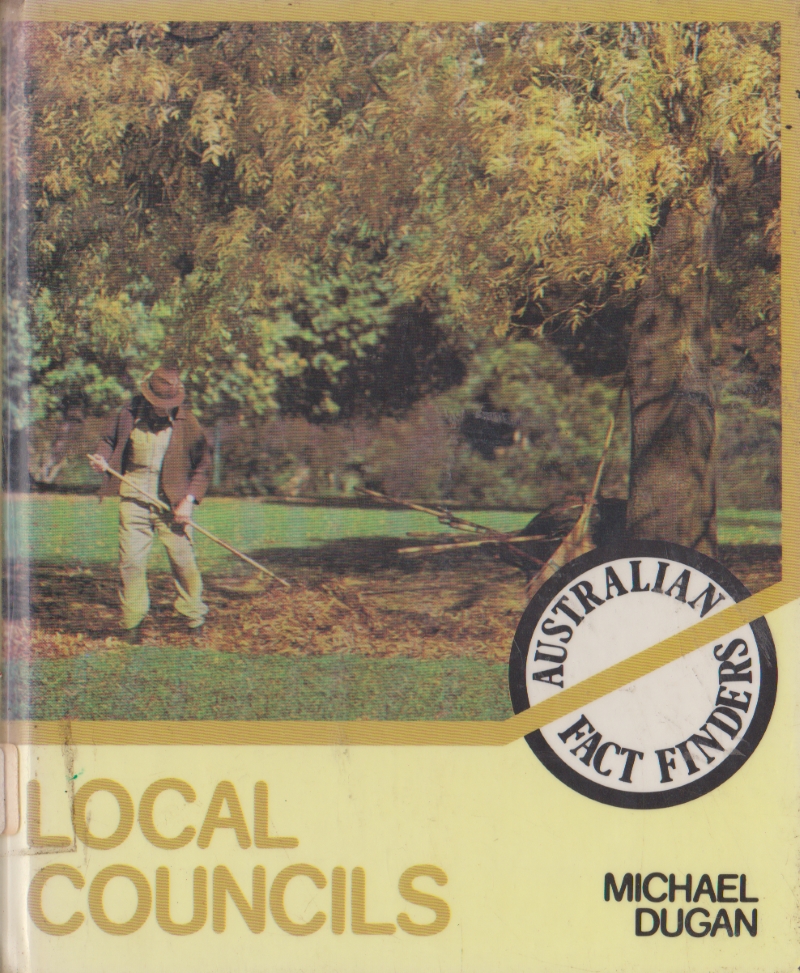 AUSTRALIAN
FACT FINDERS
LOCAL
COUNCILS
MICHAEL
DUGAN